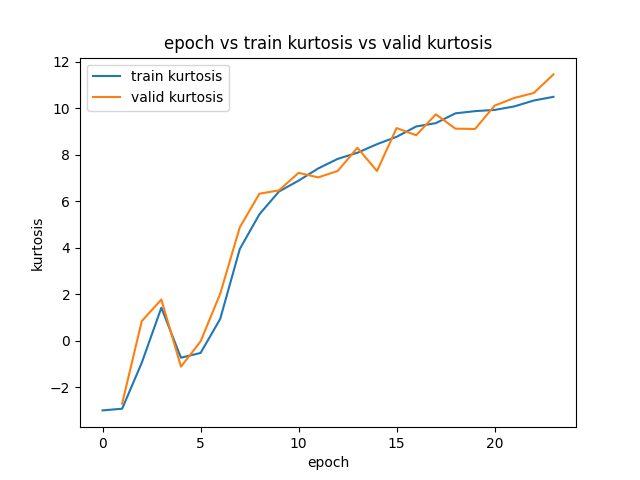 epoch vs train kurtosis vs valid kurtosis
train kurtosis
valid kurtosis
12
10
8
6
4
2
0
−2
kurtosis
0 5 10 15 20
epoch